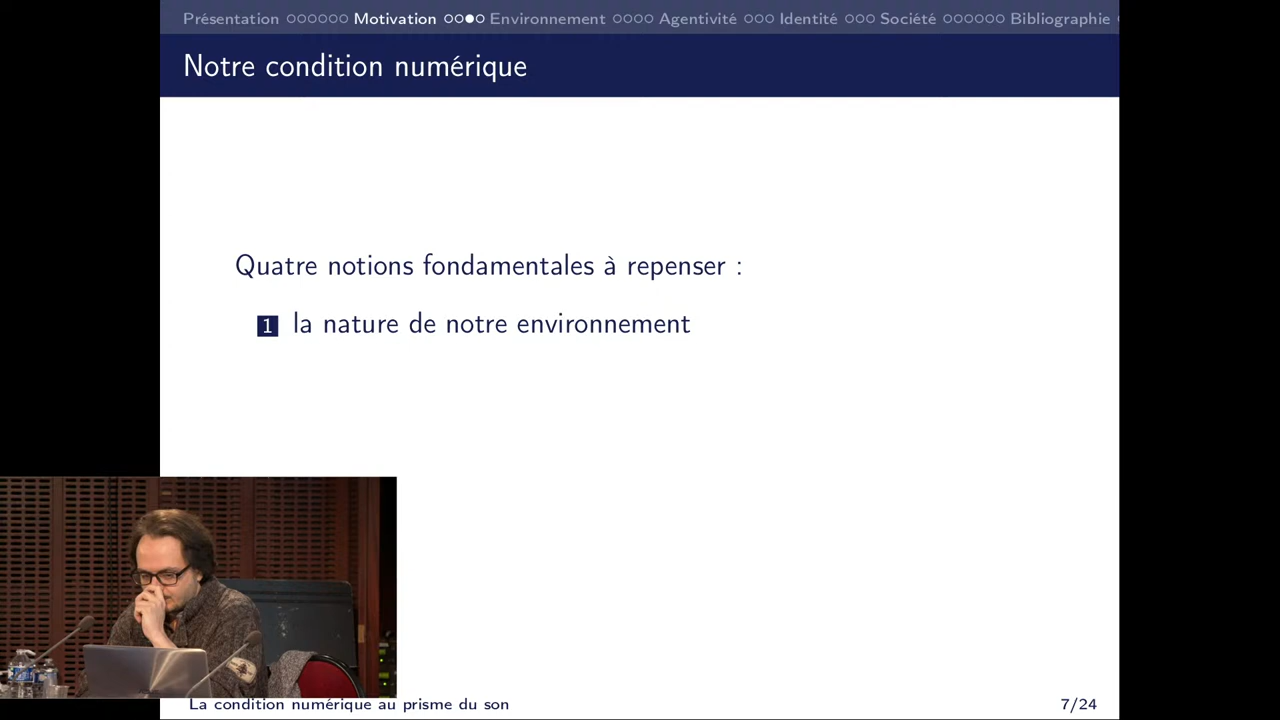 Présentation Motivation Environnement Agentivité Identité Société Bibliographie
Notre condition numérique
Quatre notions fondamentales à repenser :
1 la nature de notre environnement
La condition numérique au prisme du son 7/24